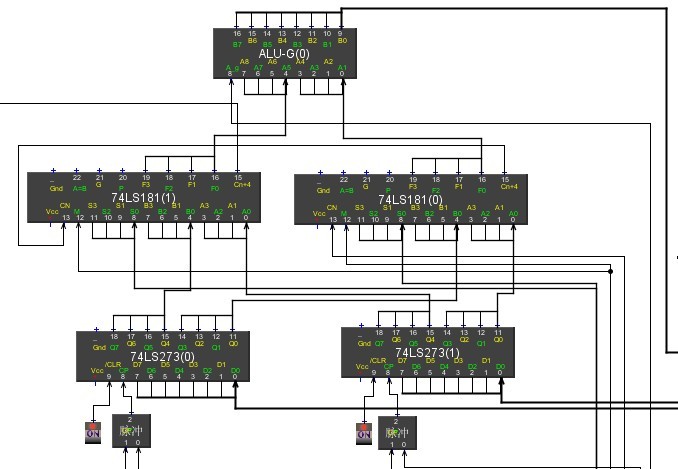 16 15 14 13 12 11 10 9
B7 B6 B5 B4 B3 B2 B1 B0
ALU-G(0)
A8 A7 A6 A5 A4 A3 A2 A1
8 7 6 5 4 3 2 1 0
22 21 20 19 18 17 16 15
Gnd A=B G P F3 F2 F1 F0 Cn+4
74LS181(1)
Vcc CN M S3 S2 S1 S0 B3 B2 B1 B0 A3 A2 A1 A0
13 12 11 10 9 8 7 6 5 4 3 2 1 0
22 21 20 19 18 17 16 15
Gnd A=B G P F3 F2 F1 F0 Cn+4
74LS181(0)
Vcc CN M S3 S2 S1 S0 B3 B2 B1 B0 A3 A2 A1 A0
13 12 11 10 9 8 7 6 5 4 3 2 1 0
18 17 16 15 14 13 12 11
Gnd Q7 Q6 Q5 Q4 Q3 Q2 Q1 Q0
74LS273(0)
Vcc /CLR CP D7 D6 D5 D4 D3 D2 D1 D0
9 8 7 6 5 4 3 2 1 0
18 17 16 15 14 13 12 11
Gnd Q7 Q6 Q5 Q4 Q3 Q2 Q1 Q0
74LS273(1)
Vcc /CLR CP D7 D6 D5 D4 D3 D2 D1 D0
9 8 7 6 5 4 3 2 1 0
ON
2
脉冲
1 0
ON
2
脉冲
1 0